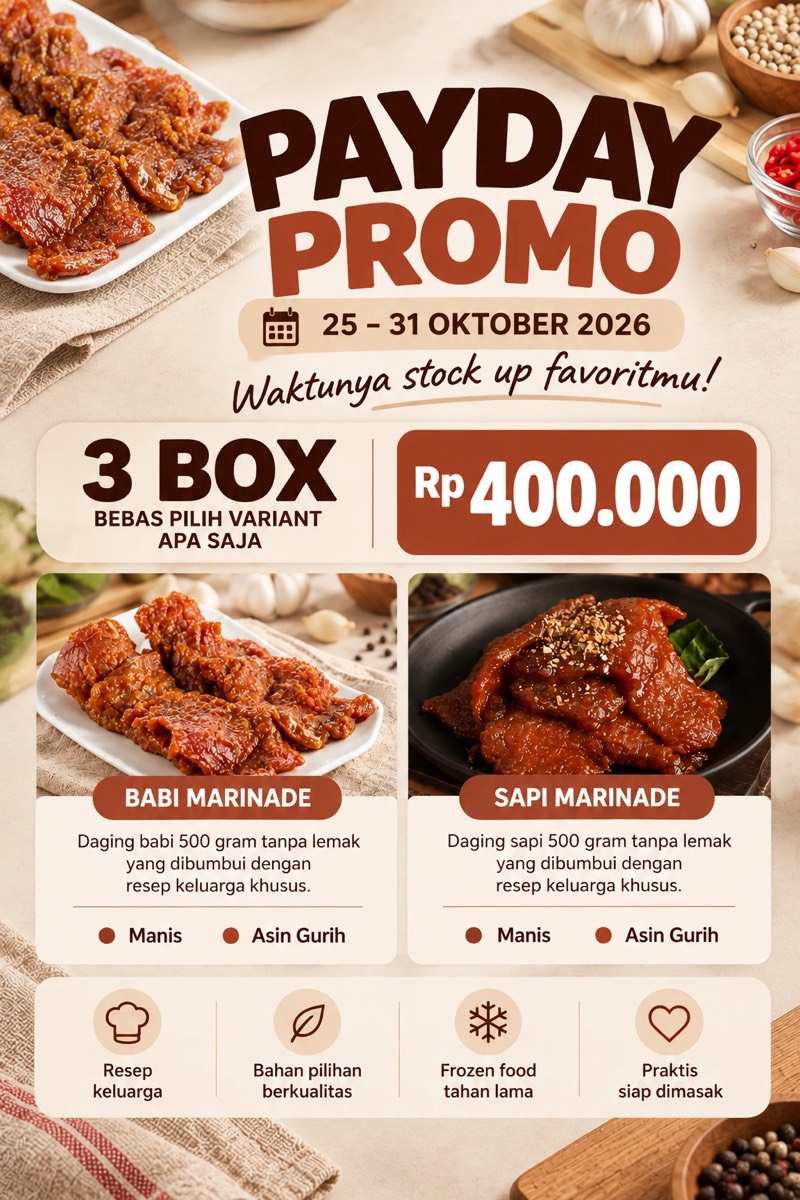 PAYDAY
PROMO
25 – 31 OKTOBER 2026
Waktunya stock up favoritmu!
3 BOX
BEBAS PILIH VARIANT
APA SAJA
Rp 400.000
BABI MARINADE
Daging babi 500 gram tanpa lemak
yang dibumbui dengan
resep keluarga khusus.
Manis
Asin Gurih
SAPI MARINADE
Daging sapi 500 gram tanpa lemak
yang dibumbui dengan
resep keluarga khusus.
Manis
Asin Gurih
Resep
keluarga
Bahan pilihan
berkualitas
Frozen food
tahan lama
Praktis
siap dimasak